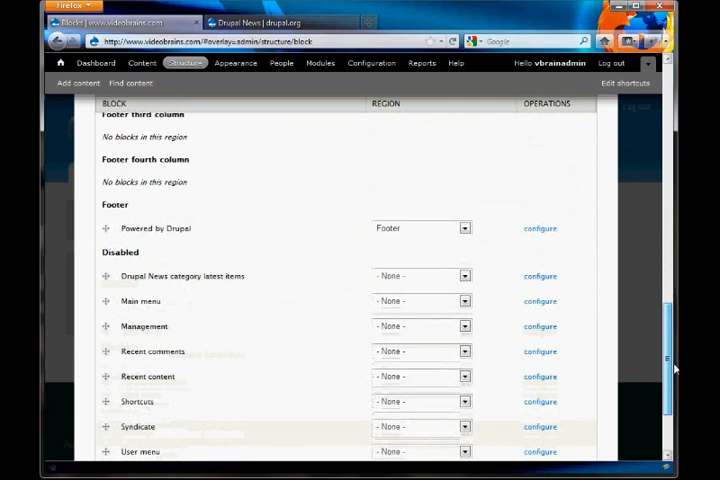 Firefox
Blocks | www.videobrains.com
Drupal News | drupal.org
http://www.videobrains.com/#overlay=admin/structure/block
Google
Dashboard Content Structure Appearance People Modules Configuration Reports Help Hello vbrainadmin Log out
Add content Find content Edit shortcuts
BLOCK REGION OPERATIONS
Footer third column
No blocks in this region
Footer fourth column
No blocks in this region
Footer
Powered by Drupal Footer configure
Disabled
Drupal News category latest items - None - configure
Main menu - None - configure
Management - None - configure
Recent comments - None - configure
Recent content - None - configure
Shortcuts - None - configure
Syndicate - None - configure
User menu - None - configure